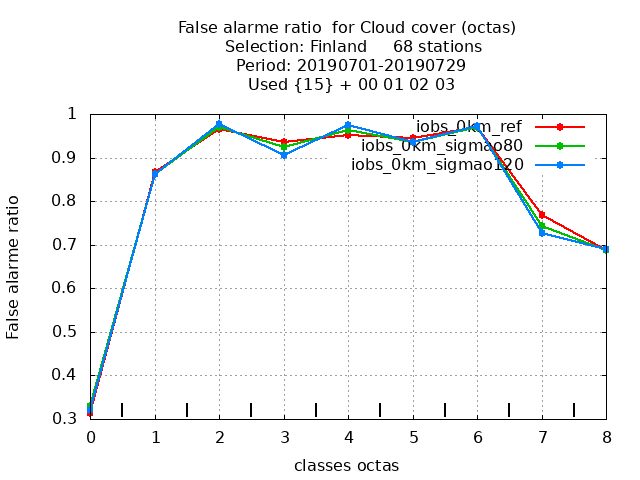 False alarme ratio  for Cloud cover (octas)
Selection: Finland     68 stations
Period: 20190701-20190729
Used {15} + 00 01 02 03
iobs_0km_ref
iobs_0km_sigmao80
iobs_0km_sigmao120
1
0.9
0.8
0.7
0.6
0.5
0.4
0.3
False alarme ratio
0 1 2 3 4 5 6 7 8
classes octas